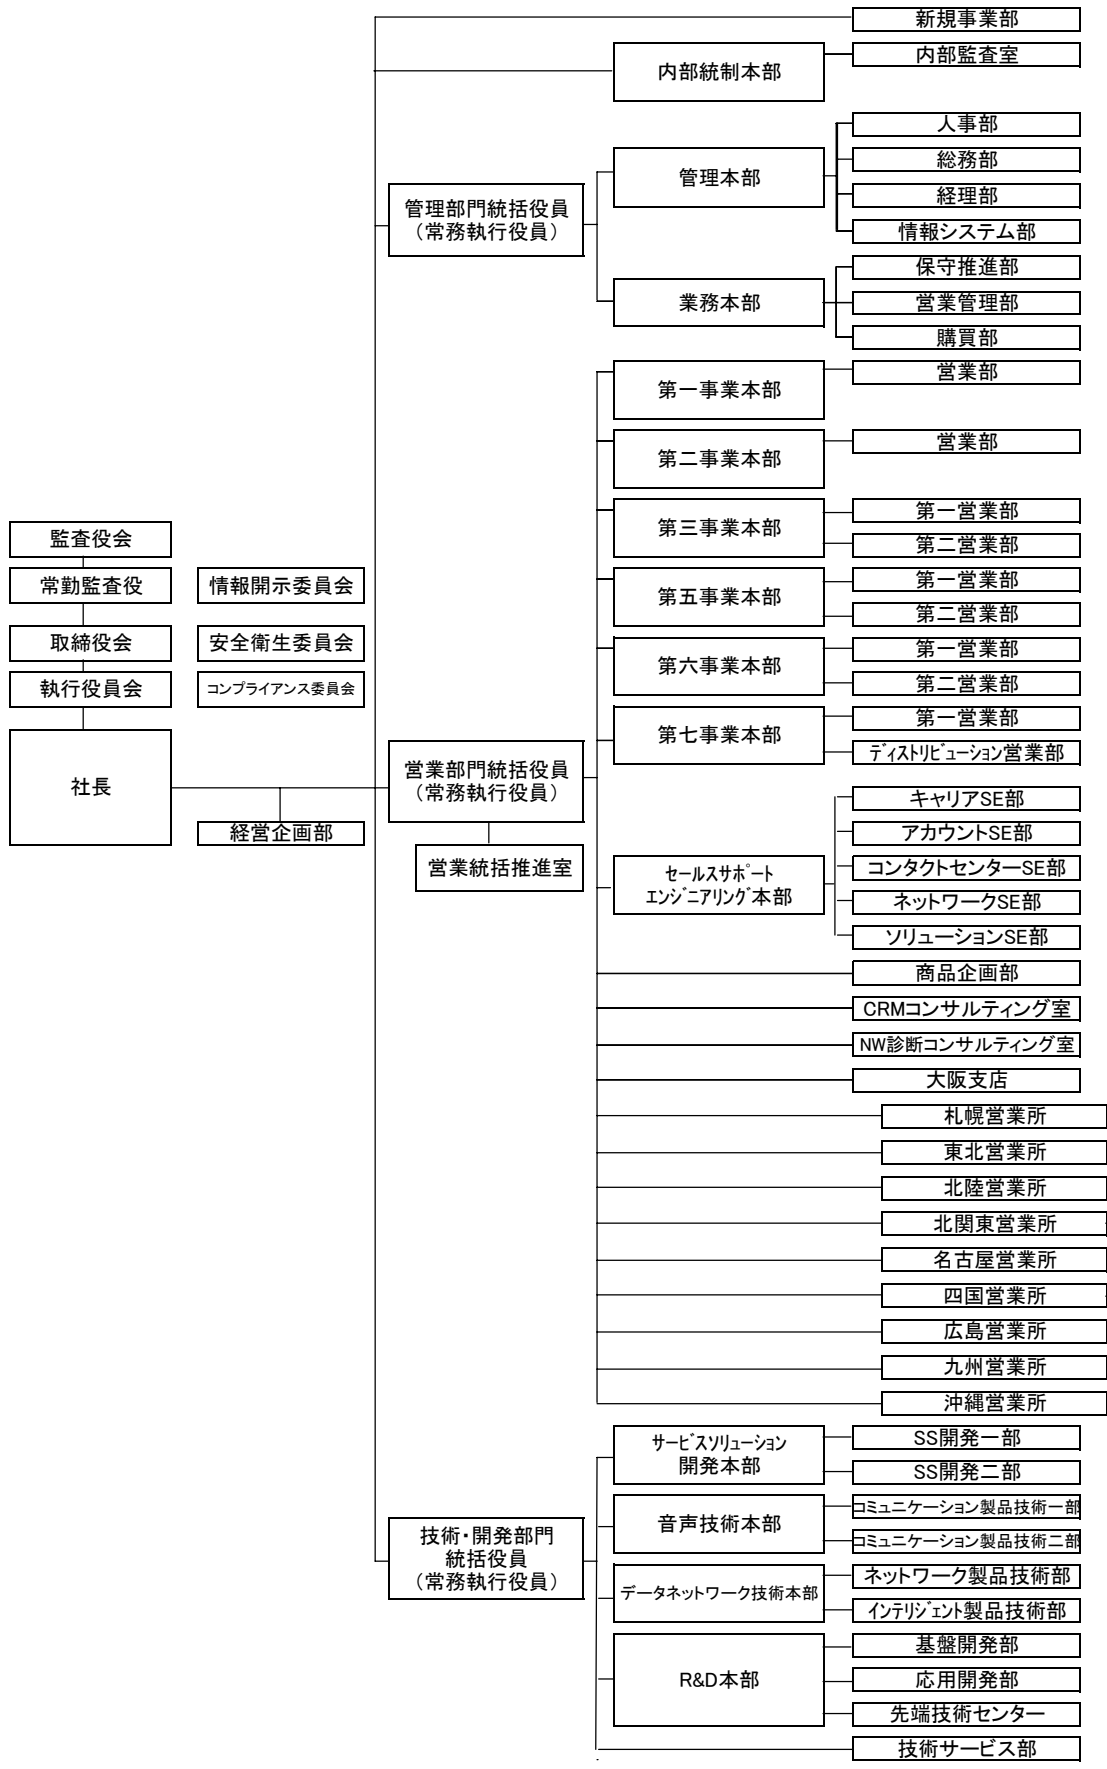 新規事業部
内部統制本部
内部監査室
管理部門統括役員
（常務執行役員）
管理本部
人事部
総務部
経理部
情報システム部
業務本部
保守推進部
営業管理部
購買部
第一事業本部
営業部
第二事業本部
営業部
第三事業本部
第一営業部
第二営業部
第五事業本部
第一営業部
第二営業部
第六事業本部
第一営業部
第二営業部
第七事業本部
第一営業部
ﾃﾞｨｽﾄﾘﾋﾞｭｰｼｮﾝ営業部
監査役会
常勤監査役
情報開示委員会
取締役会
安全衛生委員会
執行役員会
コンプライアンス委員会
社長
経営企画部
営業部門統括役員
（常務執行役員）
営業統括推進室
ｾｰﾙｽｻﾎﾟｰﾄ
ｴﾝｼﾞﾆｱﾘﾝｸﾞ本部
キャリアSE部
アカウントSE部
コンタクトセンターSE部
ネットワークSE部
ソリューションSE部
商品企画部
CRMコンサルティング室
NW診断コンサルティング室
大阪支店
札幌営業所
東北営業所
北陸営業所
北関東営業所
名古屋営業所
四国営業所
広島営業所
九州営業所
沖縄営業所
技術・開発部門
統括役員
（常務執行役員）
ｻｰﾋﾞｽｿﾘｭｰｼｮﾝ
開発本部
SS開発一部
SS開発二部
音声技術本部
コミュニケーション製品技術一部
コミュニケーション製品技術二部
データネットワーク技術本部
ネットワーク製品技術部
ｲﾝﾃﾘｼﾞｪﾝﾄ製品技術部
R&D本部
基盤開発部
応用開発部
先端技術センター
技術サービス部